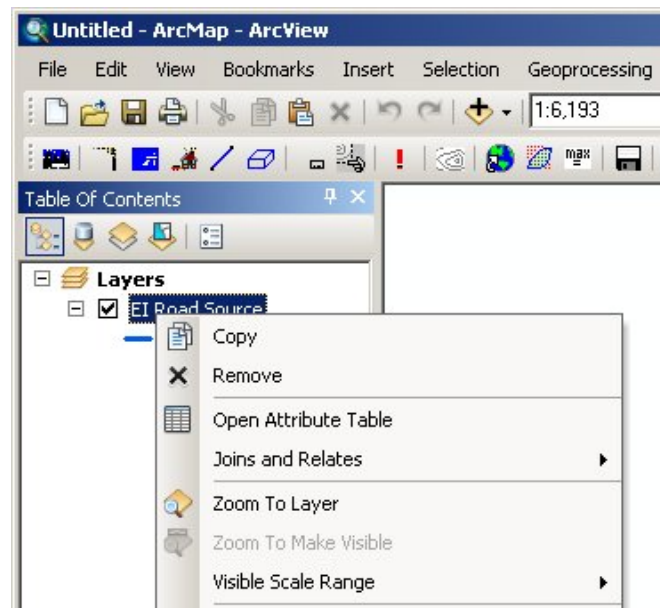 Untitled - ArcMap - ArcView
File Edit View Bookmarks Insert Selection Geoprocessing
1:6,193
max
Table Of Contents
Layers
EI Road Source
Copy
Remove
Open Attribute Table
Joins and Relates
Zoom To Layer
Zoom To Make Visible
Visible Scale Range